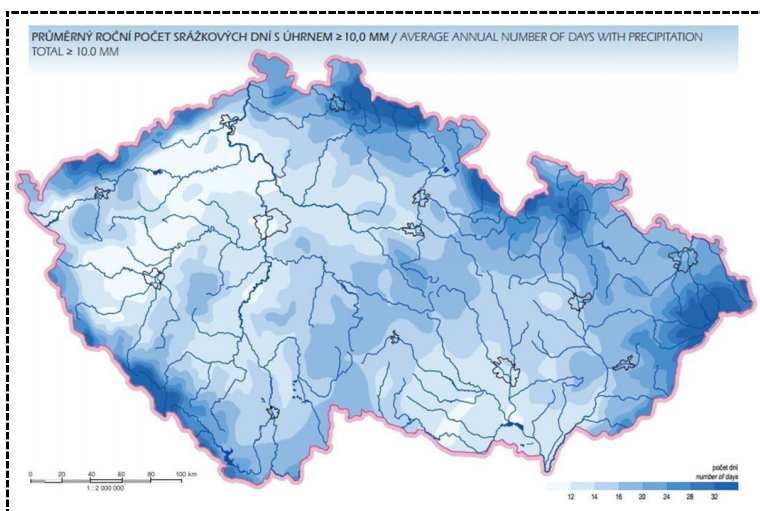 PRŮMĚRNÝ ROČNÍ POČET SRÁŽKOVÝCH DNÍ S ÚHRNEM ≥ 10,0 MM / AVERAGE ANNUAL NUMBER OF DAYS WITH PRECIPITATION
TOTAL ≥ 10.0 MM
0 20 40 60 80 100 km
1 : 2 000 000
počet dní
number of days
12 14 16 20 24 28 32